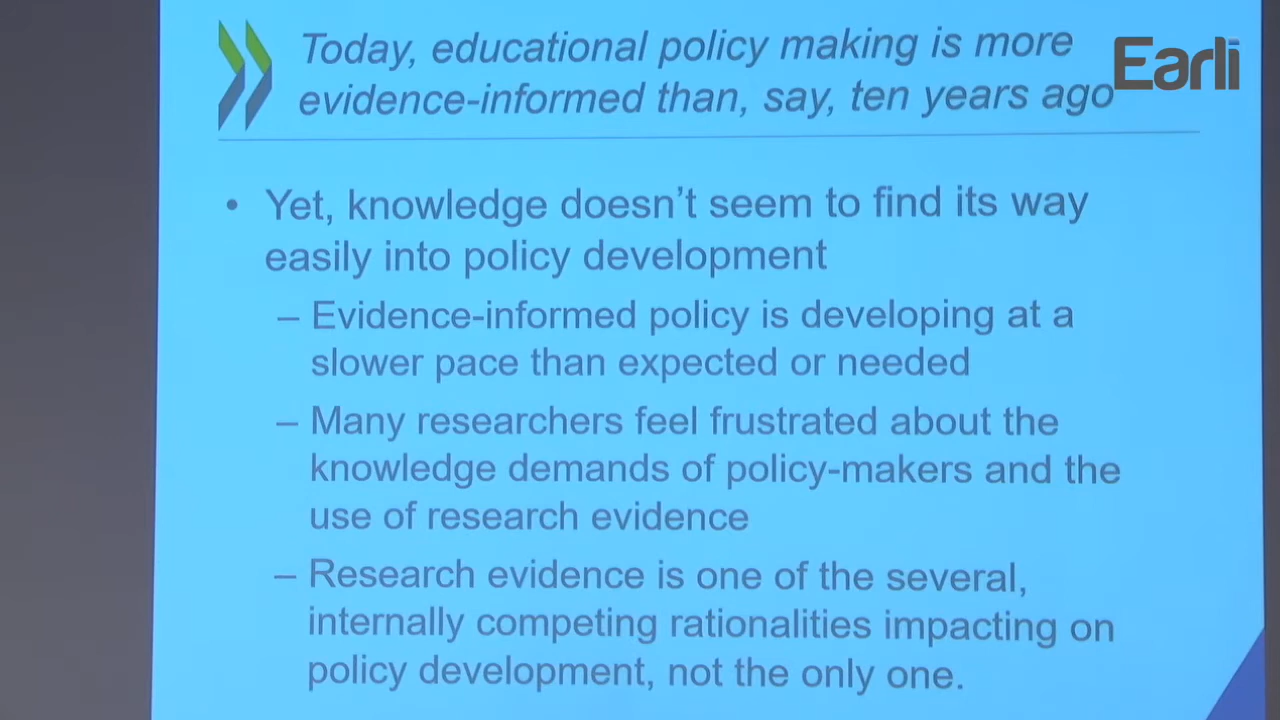 Today, educational policy making is more
evidence-informed than, say, ten years ago
Earli
• Yet, knowledge doesn't seem to find its way
easily into policy development
– Evidence-informed policy is developing at a
slower pace than expected or needed
– Many researchers feel frustrated about the
knowledge demands of policy-makers and the
use of research evidence
– Research evidence is one of the several,
internally competing rationalities impacting on
policy development, not the only one.